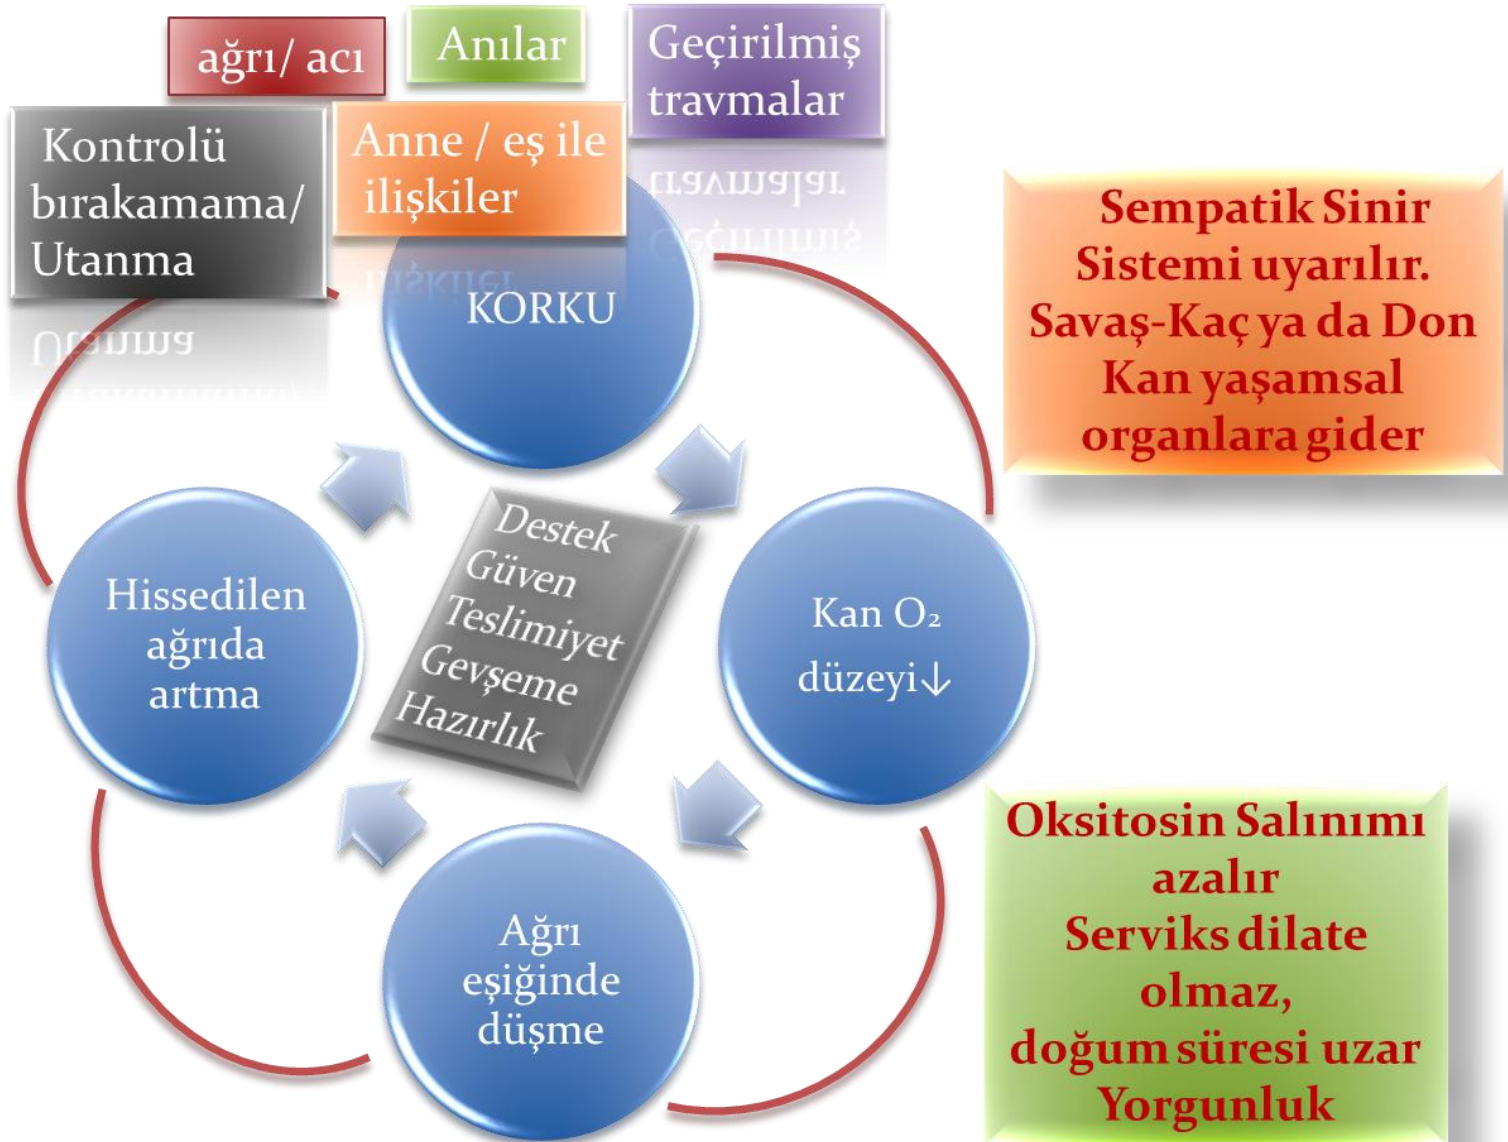 ağrı/ acı
Anılar
Geçirilmiş
travmalar
Kontrolü
bırakamama/
Utanma
Anne / eş ile
ilişkiler
KORKU
Sempatik Sinir
Sistemi uyarılır.
Savaş-Kaç ya da Don
Kan yaşamsal
organlara gider
Destek
Güven
Teslimiyet
Gevşeme
Hazırlık
Hissedilen
ağrıda
artma
Kan O₂
düzeyi↓
Ağrı
eşiğinde
düşme
Oksitosin Salınımı
azalır
Serviks dilate
olmaz,
doğum süresi uzar
Yorgunluk